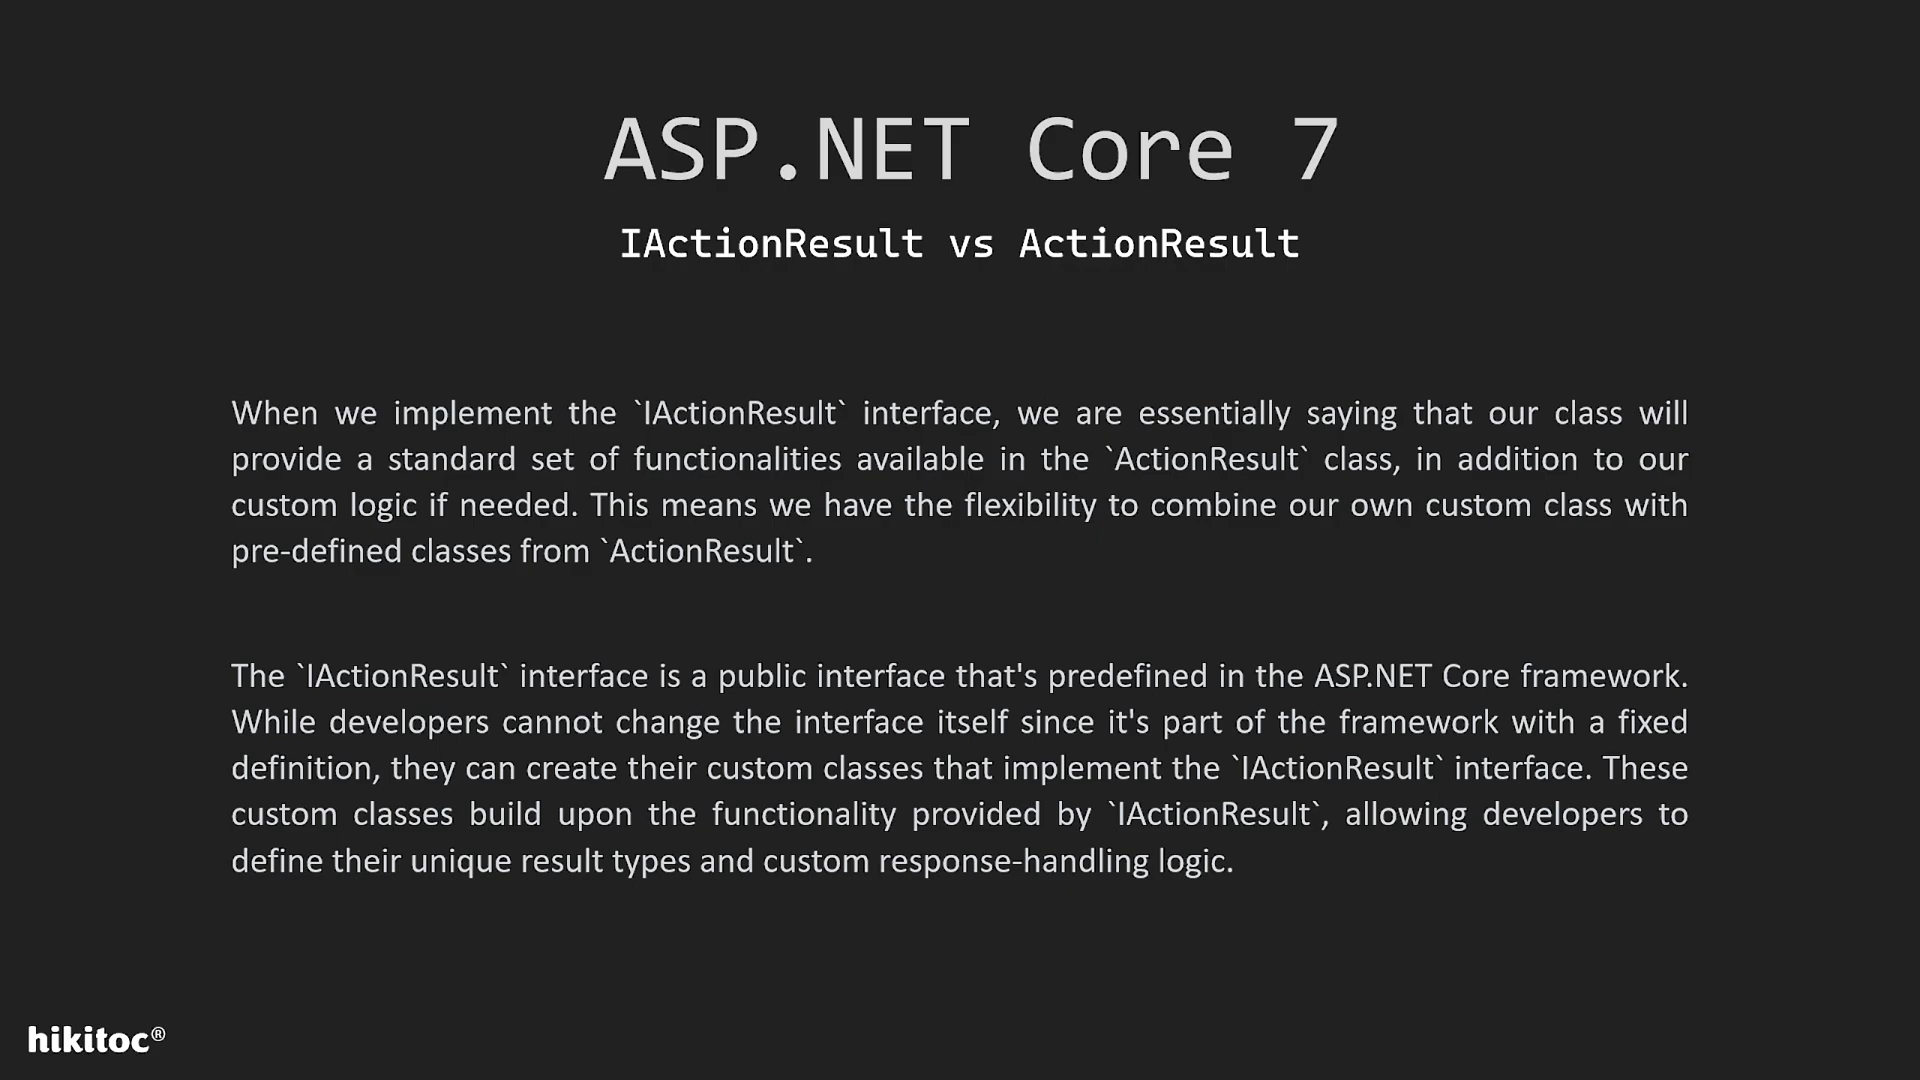 ASP.NET Core 7
IActionResult vs ActionResult
When we implement the `IActionResult` interface, we are essentially saying that our class will
provide a standard set of functionalities available in the `ActionResult` class, in addition to our
custom logic if needed. This means we have the flexibility to combine our own custom class with
pre-defined classes from `ActionResult`.
The `IActionResult` interface is a public interface that's predefined in the ASP.NET Core framework.
While developers cannot change the interface itself since it's part of the framework with a fixed
definition, they can create their custom classes that implement the `IActionResult` interface. These
custom classes build upon the functionality provided by `IActionResult`, allowing developers to
define their unique result types and custom response-handling logic.
hikitoc®